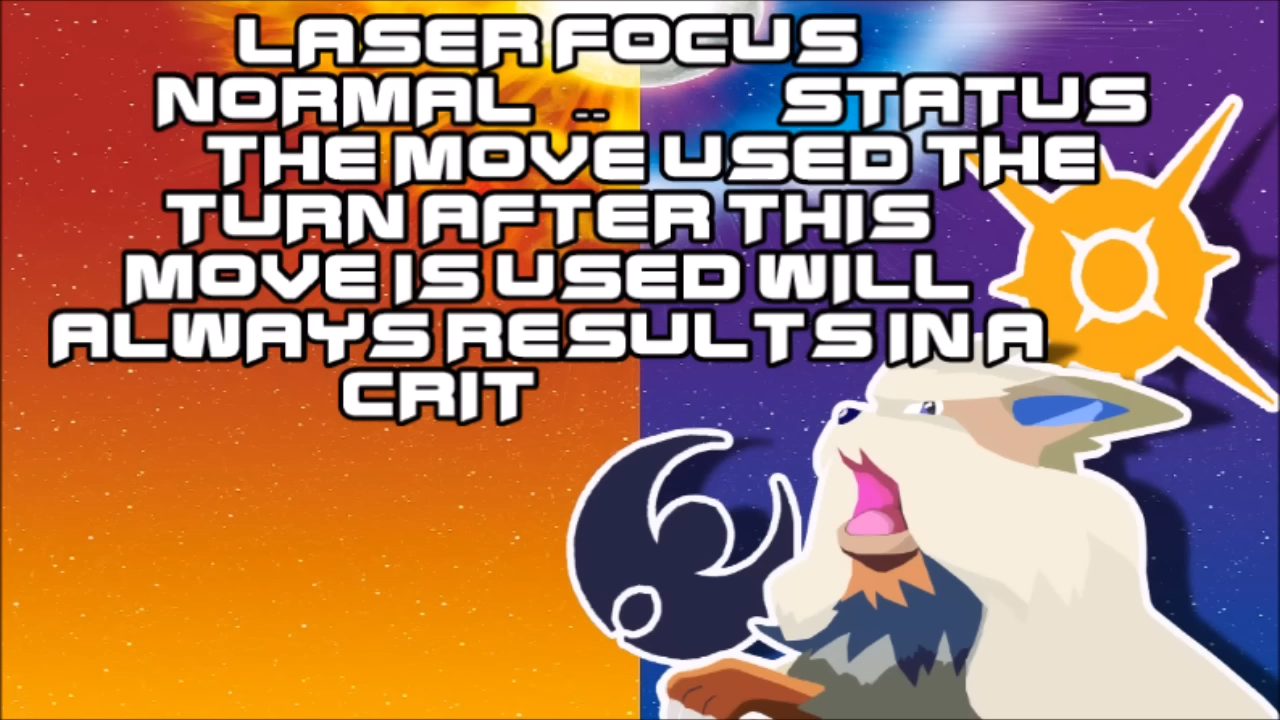 LASER FOCUS
NORMAL -- STATUS
THE MOVE USED THE
TURN AFTER THIS
MOVE IS USED WILL
ALWAYS RESULTS IN A
CRIT